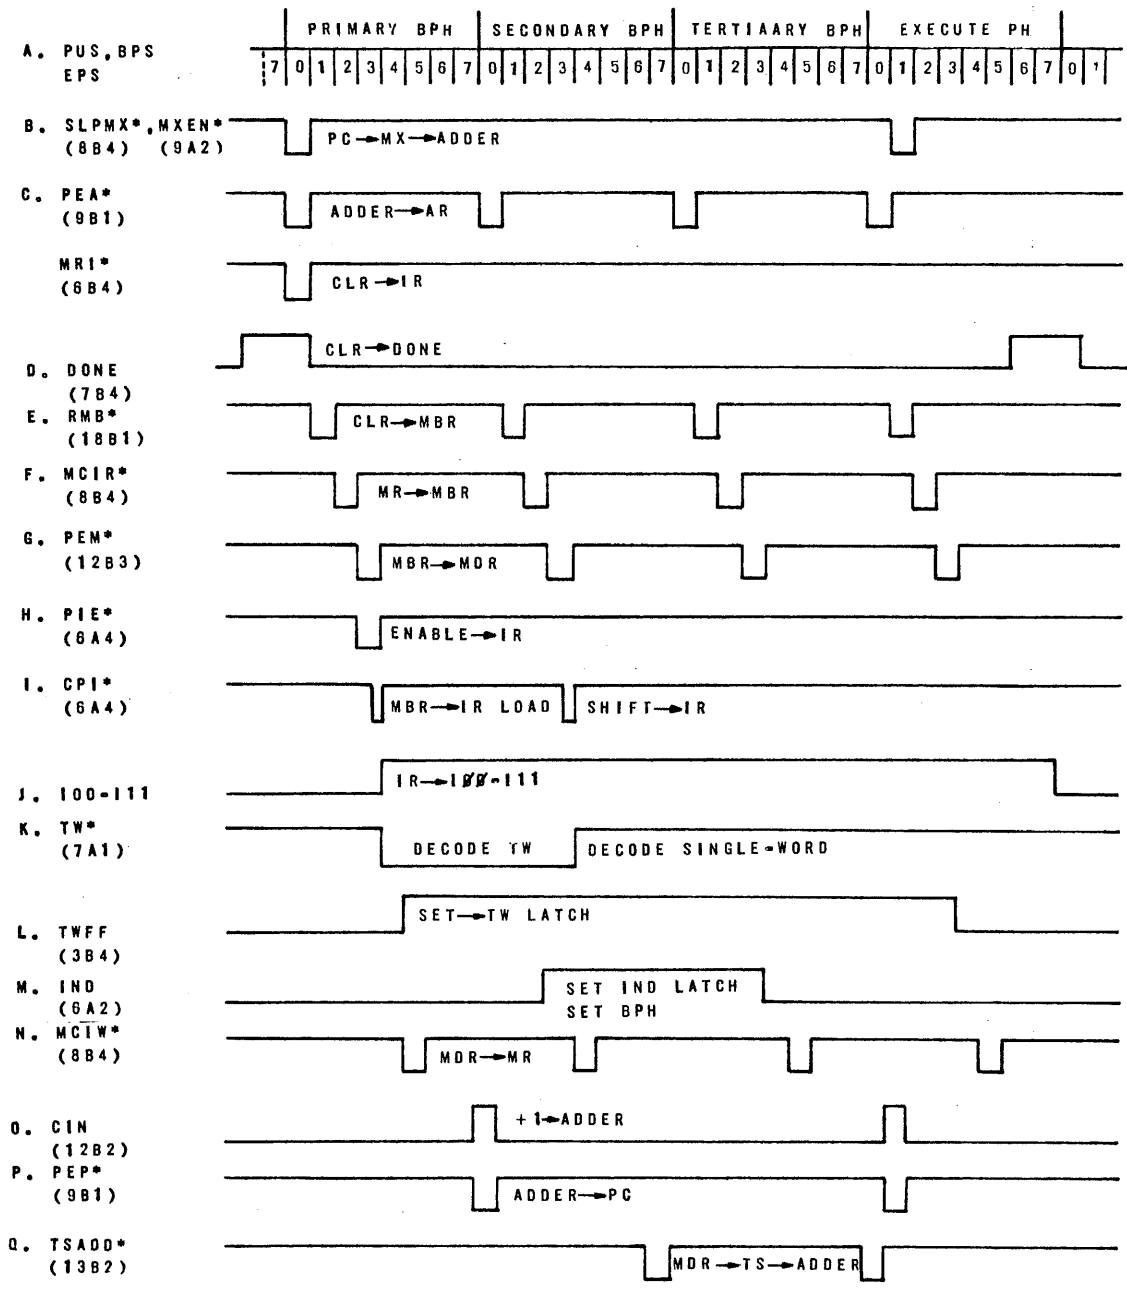 PRIMARY BPH SECONDARY BPH TERTIAARY BPH EXECUTE PH
A. PUS,BPS
EPS
7 0 1 2 3 4 5 6 7 0 1 2 3 4 5 6 7 0 1 2 3 4 5 6 7 0 1 2 3 4 5 6 7 0 1
B. SLPMX*,MXEN*
(8B4) (9A2)
PC→MX→ADDER
C. PEA*
(9B1)
ADDER→AR
MRI*
(6B4)
CLR→IR
CLR→DONE
D. DONE
(7B4)
E. RMB*
(18B1)
CLR→MBR
F. MCIR*
(8B4)
MR→MBR
G. PEM*
(12B3)
MBR→MDR
H. PIE*
(6A4)
ENABLE→IR
I. CPI*
(6A4)
MBR→IR LOAD SHIFT→IR
IR→I00-I11
J. I00-I11
K. TW*
(7A1)
DECODE TW DECODE SINGLE-WORD
SET→TW LATCH
L. TWFF
(3B4)
M. IND
(6A2)
SET IND LATCH
SET BPH
N. MCIW*
(8B4)
MDR→MR
+1→ADDER
O. CIN
(12B2)
P. PEP*
(9B1)
ADDER→PC
Q. TSADD*
(13B2)
MDR→TS→ADDER